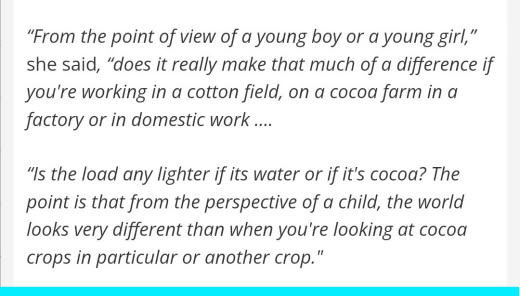 “From the point of view of a young boy or a young girl,”
she said, “does it really make that much of a difference if
you're working in a cotton field, on a cocoa farm in a
factory or in domestic work ....
“Is the load any lighter if its water or if it's cocoa? The
point is that from the perspective of a child, the world
looks very different than when you're looking at cocoa
crops in particular or another crop."